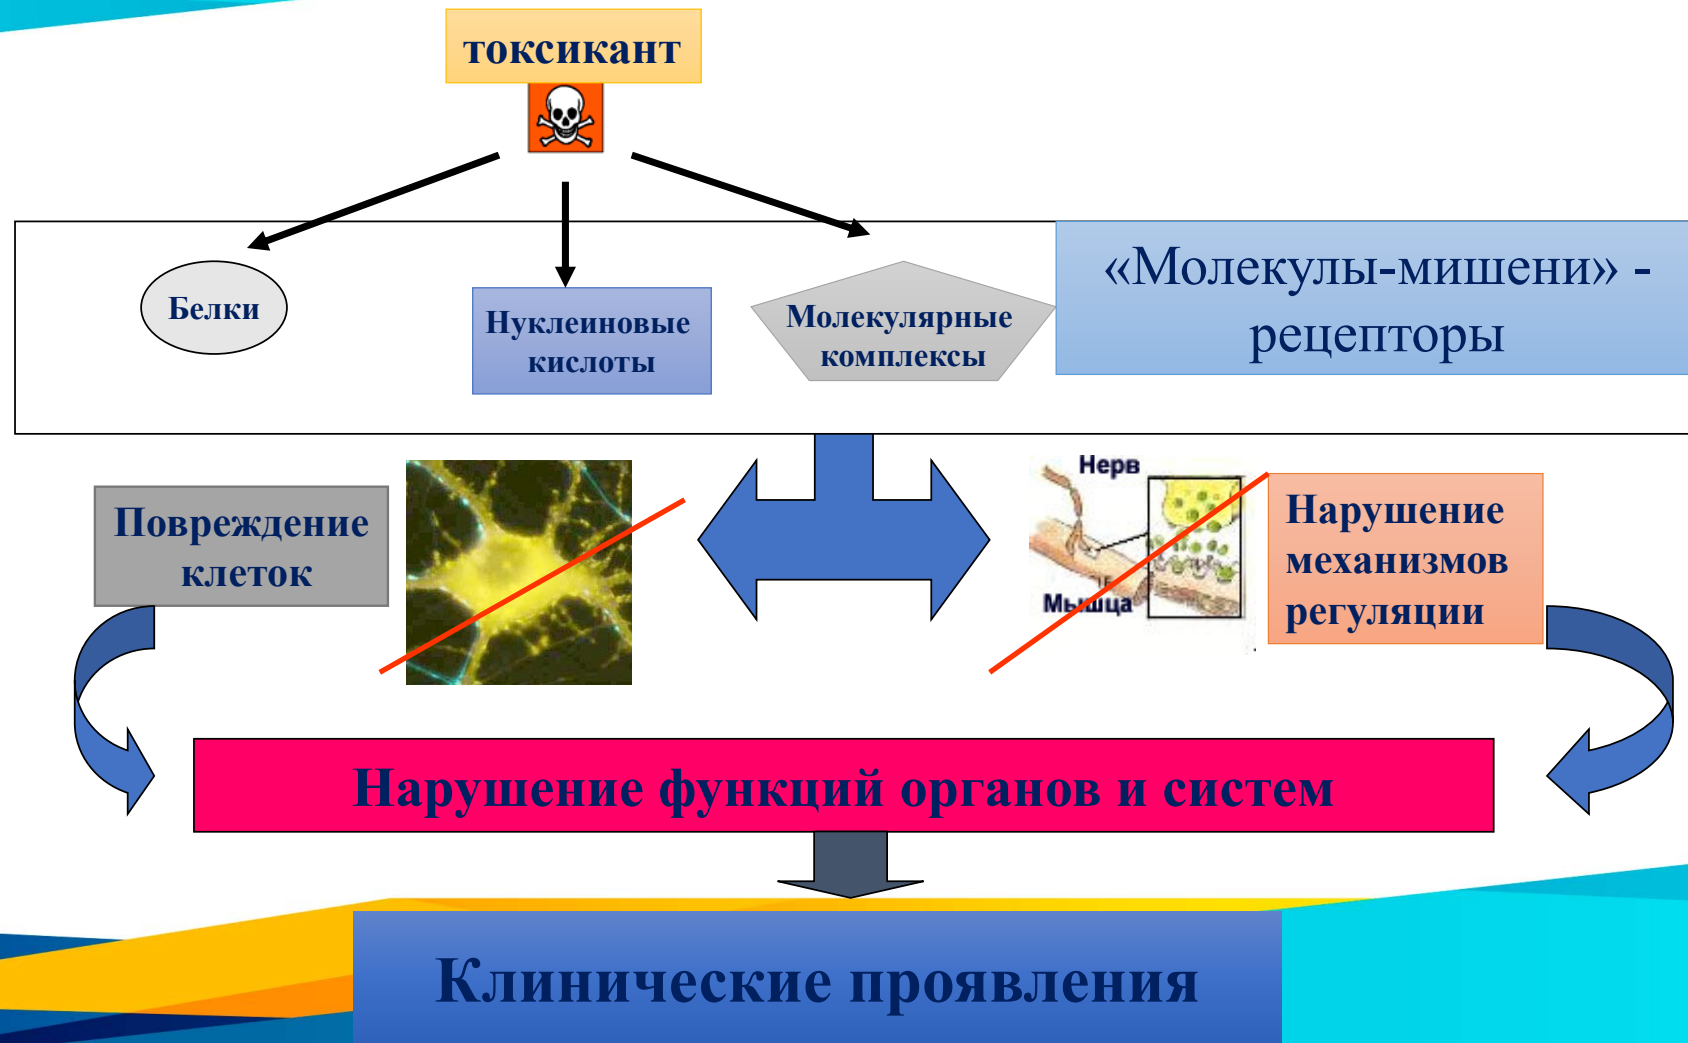 токсикант
Белки
Нуклеиновые
кислоты
Молекулярные
комплексы
«Молекулы-мишени» -
рецепторы
Повреждение
клеток
Нерв
Мышца
Нарушение
механизмов
регуляции
Нарушение функций органов и систем
Клинические проявления